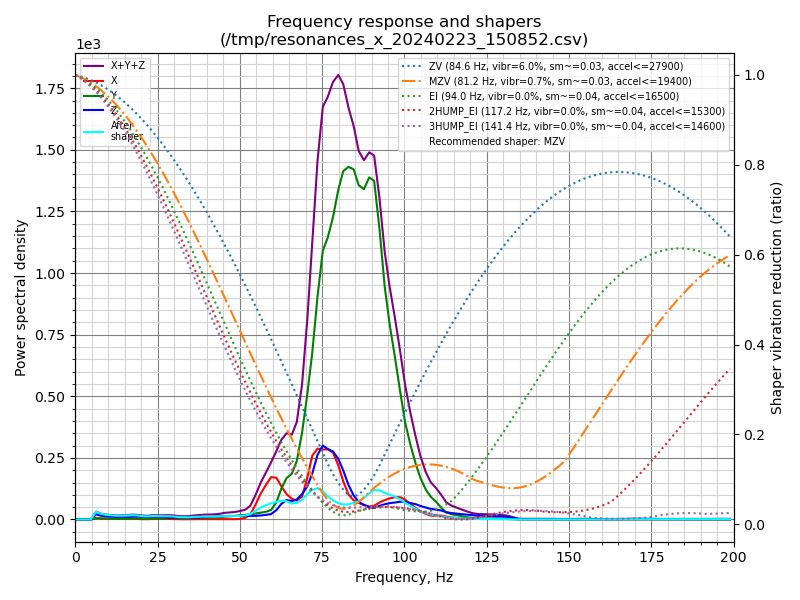 Frequency response and shapers
(/tmp/resonances_x_20240223_150852.csv)
1e3
X+Y+Z
X
Y
Z
After
shaper
ZV (84.6 Hz, vibr=6.0%, sm~=0.03, accel<=27900)
MZV (81.2 Hz, vibr=0.7%, sm~=0.03, accel<=19400)
EI (94.0 Hz, vibr=0.0%, sm~=0.04, accel<=16500)
2HUMP_EI (117.2 Hz, vibr=0.0%, sm~=0.04, accel<=15300)
3HUMP_EI (141.4 Hz, vibr=0.0%, sm~=0.04, accel<=14600)
Recommended shaper: MZV
Power spectral density
1.75
1.50
1.25
1.00
0.75
0.50
0.25
0.00
1.0
0.8
0.6
0.4
0.2
0.0
Shaper vibration reduction (ratio)
0 25 50 75 100 125 150 175 200
Frequency, Hz